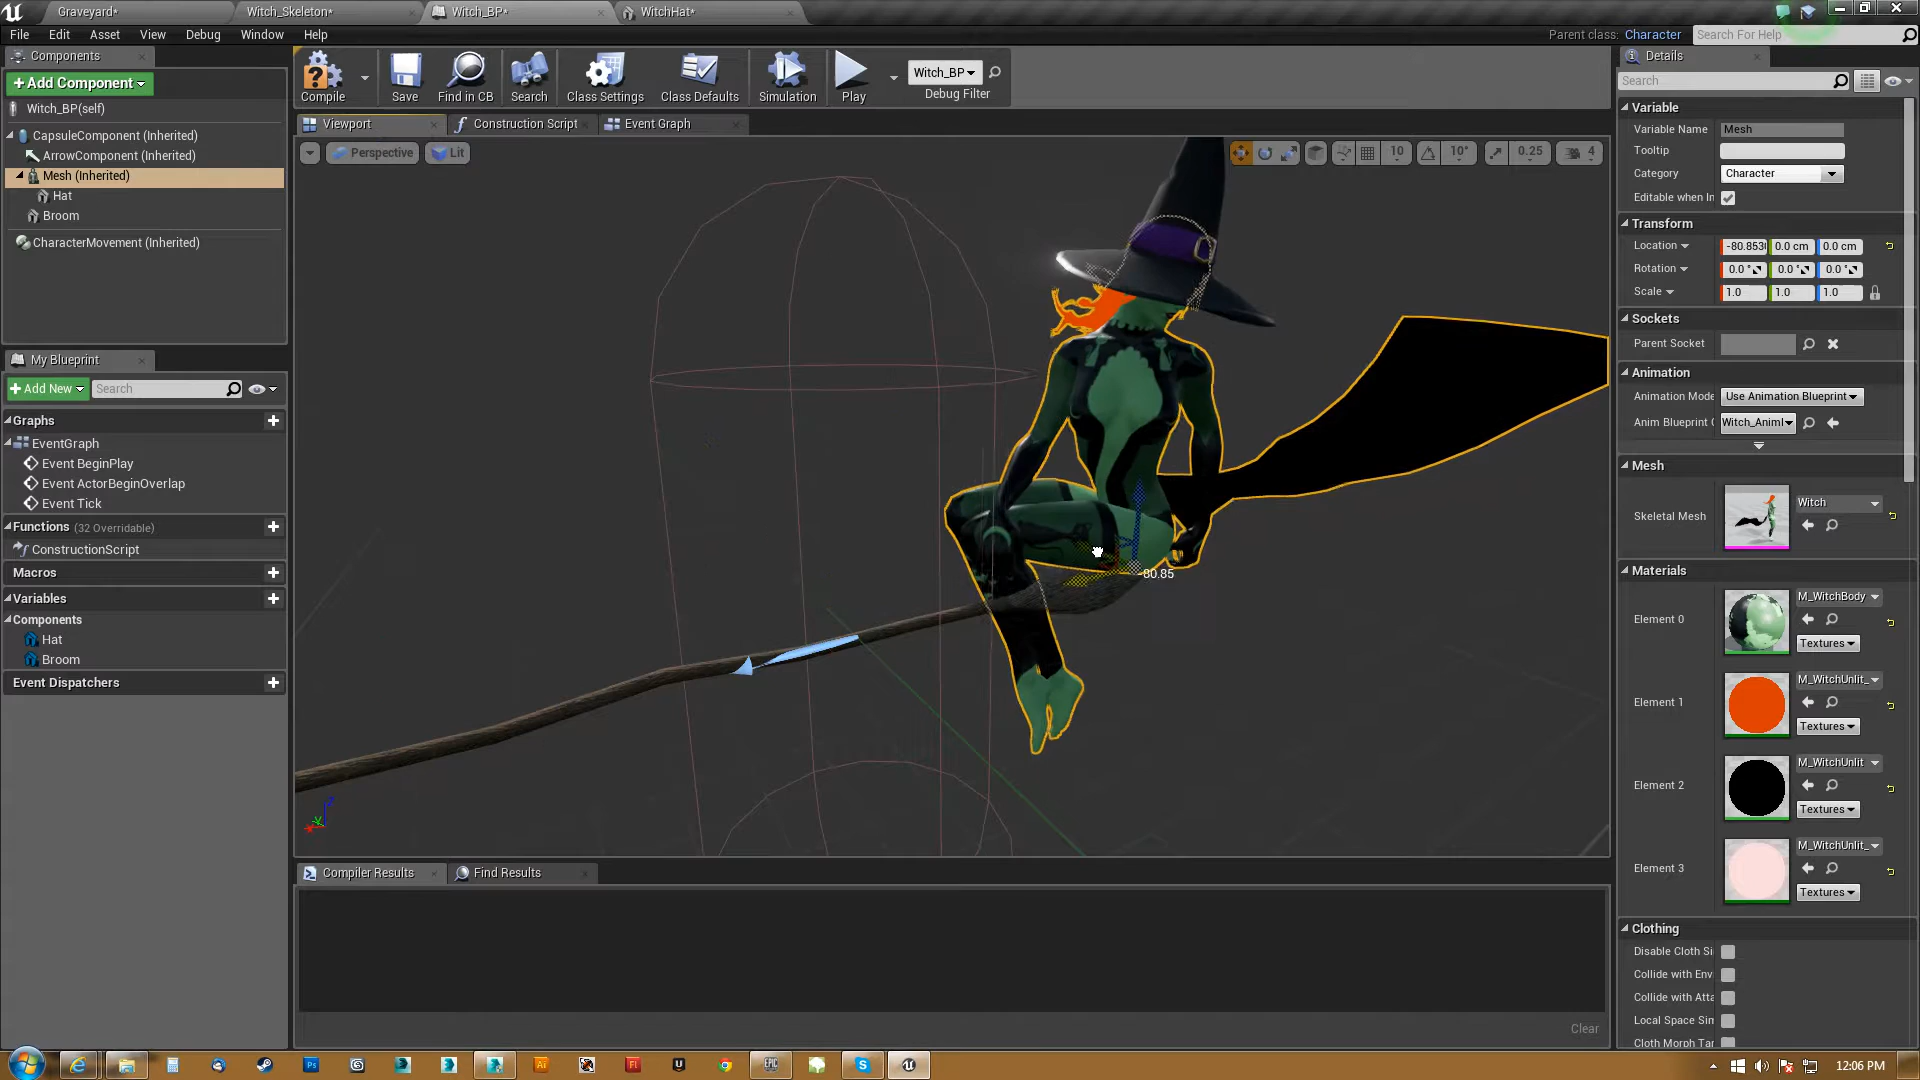 Graveyard*
Witch_Skeleton*
Witch_BP*
WitchHat*
File Edit Asset View Debug Window Help
Parent class: Character
Search For Help
Components
+Add Component
Witch_BP(self)
CapsuleComponent (Inherited)
ArrowComponent (Inherited)
Mesh (Inherited)
Hat
Broom
CharacterMovement (Inherited)
My Blueprint
+Add New
Search
Graphs
EventGraph
Event BeginPlay
Event ActorBeginOverlap
Event Tick
Functions (32 Overridable)
ConstructionScript
Macros
Variables
Components
Hat
Broom
Event Dispatchers
Compile
Save
Find in CB
Search
Class Settings
Class Defaults
Simulation
Play
Witch_BP
Debug Filter
Viewport
Construction Script
Event Graph
Perspective
Lit
10
10°
0.25
4
-80.85
Compiler Results
Find Results
Clear
Details
Search
Variable
Variable Name Mesh
Tooltip
Category Character
Editable when In
Transform
Location -80.853 0.0 cm 0.0 cm
Rotation 0.0 ° 0.0 ° 0.0 °
Scale 1.0 1.0 1.0
Sockets
Parent Socket
Animation
Animation Mode Use Animation Blueprint
Anim Blueprint Witch_AnimI
Mesh
Skeletal Mesh Witch
Materials
Element 0 M_WitchBody
Textures
Element 1 M_WitchUnlit_
Textures
Element 2 M_WitchUnlit
Textures
Element 3 M_WitchUnlit_
Textures
Clothing
Disable Cloth Si
Collide with Env
Collide with Atta
Local Space Sim
Cloth Morph Tar
12:06 PM